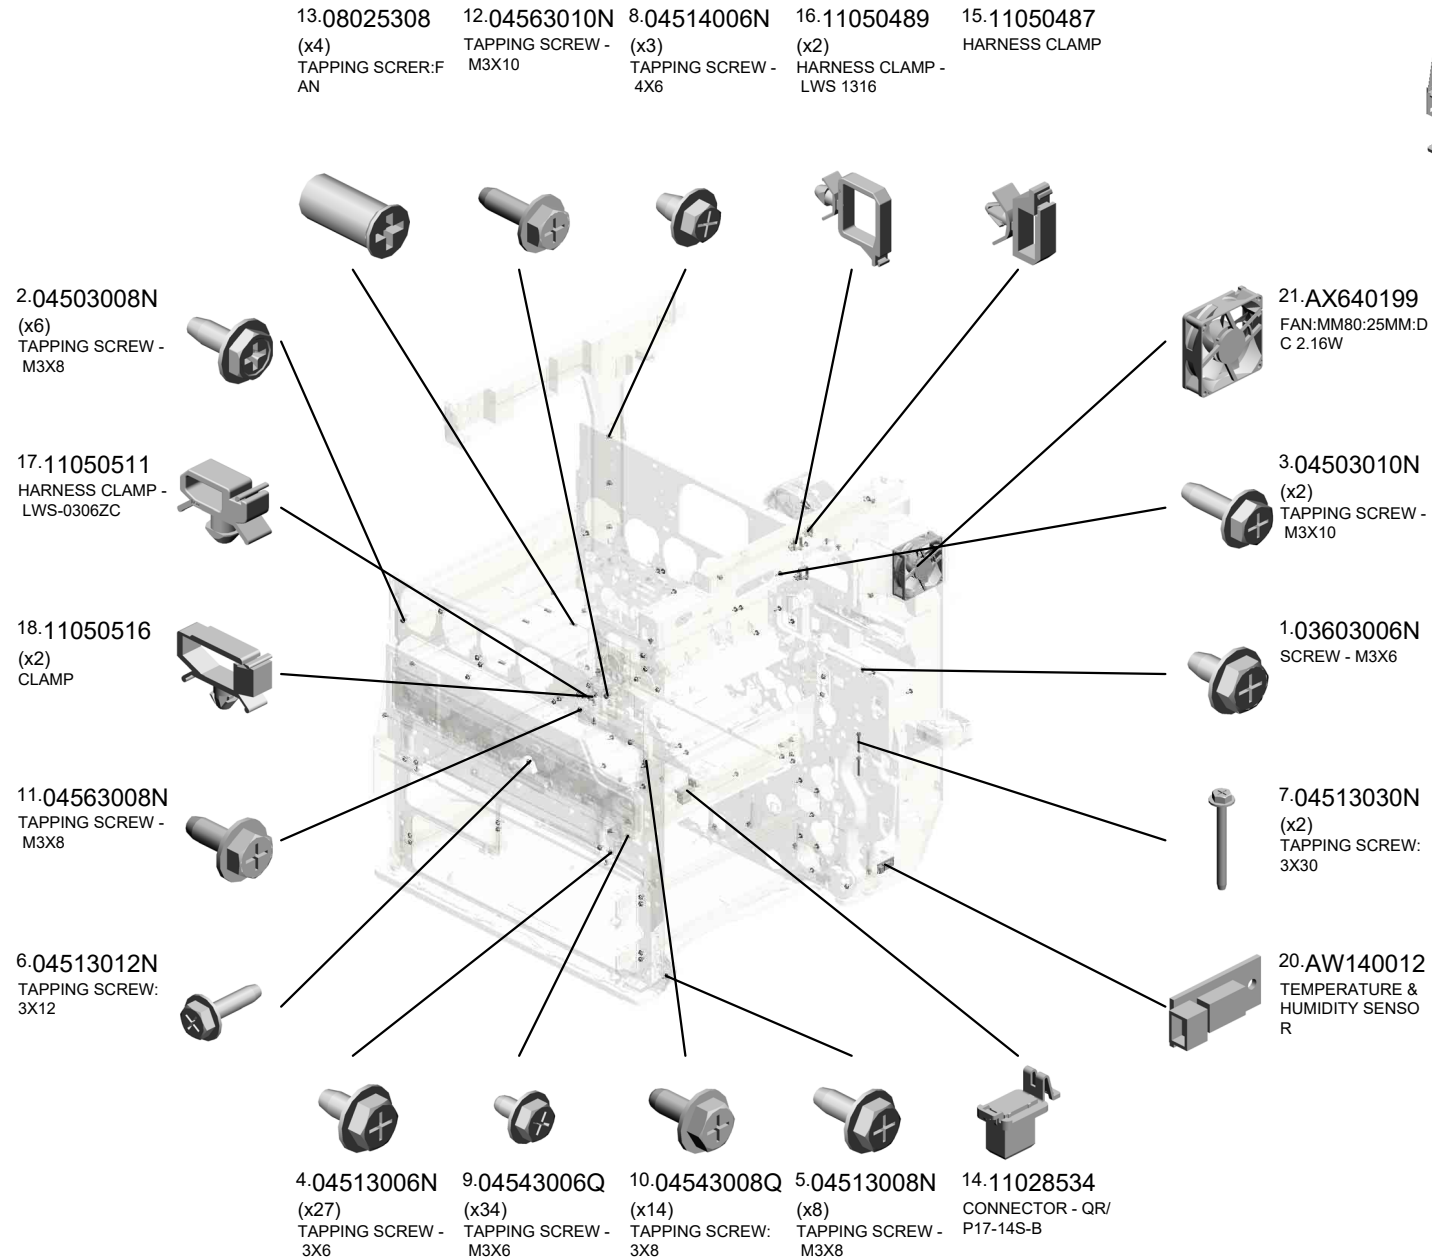 13.08025308
(x4)
TAPPING SCRER:F
AN
12.04563010N
TAPPING SCREW -
M3X10
8.04514006N
(x3)
TAPPING SCREW -
4X6
16.11050489
(x2)
HARNESS CLAMP -
LWS 1316
15.11050487
HARNESS CLAMP
2.04503008N
(x6)
TAPPING SCREW -
M3X8
21.AX640199
FAN:MM80:25MM:D
C 2.16W
17.11050511
HARNESS CLAMP -
LWS-0306ZC
3.04503010N
(x2)
TAPPING SCREW -
M3X10
18.11050516
(x2)
CLAMP
1.03603006N
SCREW - M3X6
11.04563008N
TAPPING SCREW -
M3X8
7.04513030N
(x2)
TAPPING SCREW:
3X30
6.04513012N
TAPPING SCREW:
3X12
20.AW140012
TEMPERATURE &
HUMIDITY SENSO
R
4.04513006N
(x27)
TAPPING SCREW -
3X6
9.04543006Q
(x34)
TAPPING SCREW -
M3X6
10.04543008Q
(x14)
TAPPING SCREW:
3X8
5.04513008N
(x8)
TAPPING SCREW -
M3X8
14.11028534
CONNECTOR - QR/
P17-14S-B